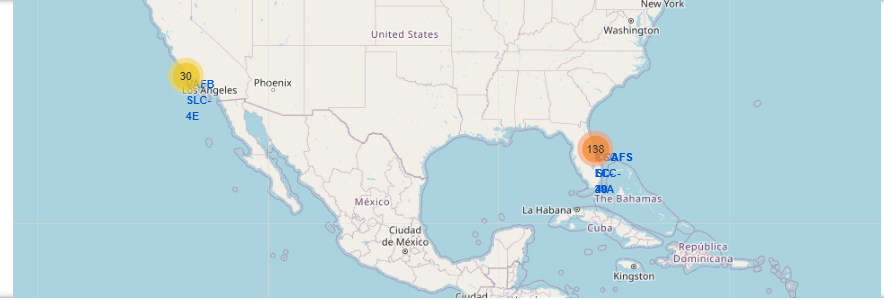 New York
Washington
United States
30
VAFB
SLC-
4E
Los Angeles
Phoenix
138
The Bahamas
La Habana
Cuba
México
Ciudad
de México
República
Dominicana
Kingston
Ciudad